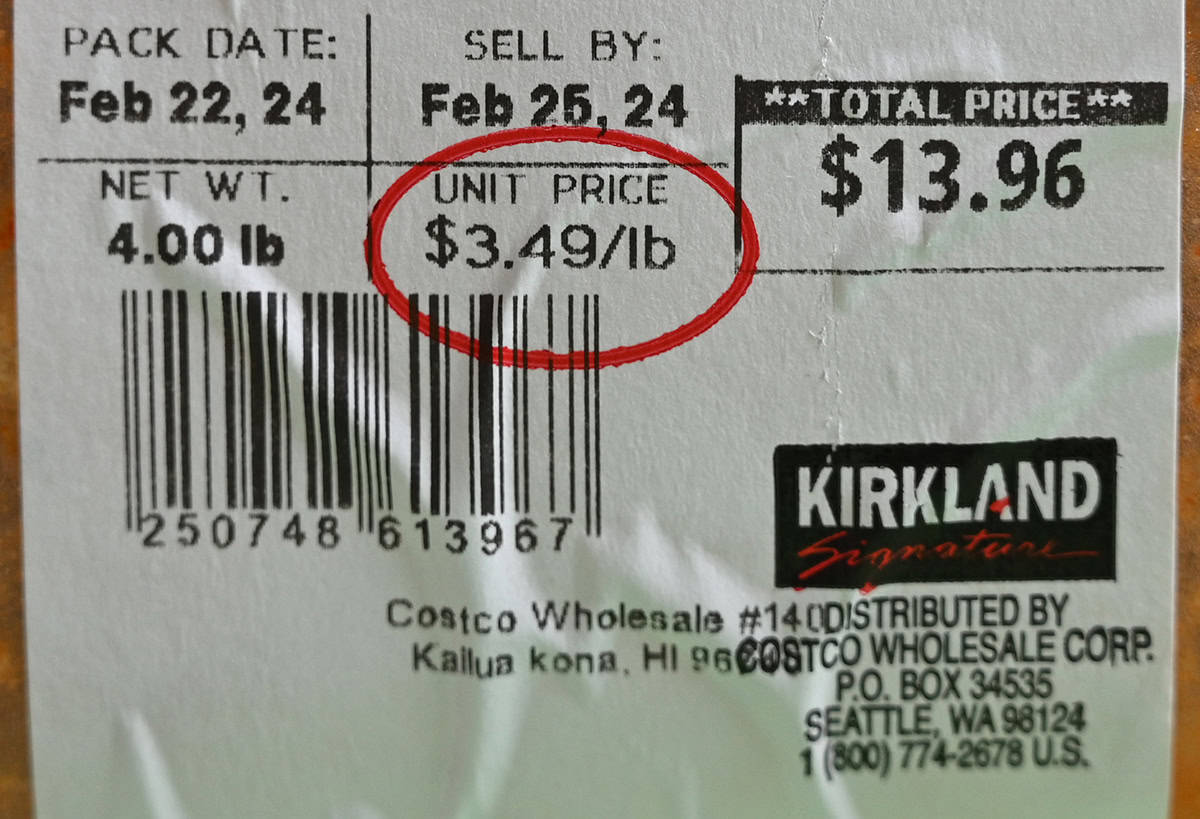 PACK DATE:
Feb 22, 24
SELL BY:
Feb 25, 24
**TOTAL PRICE**
$13.96
NET WT.
4.00 lb
UNIT PRICE
$3.49/lb
250748 613967
KIRKLAND
Signature
Costco Wholesale #140
Kailua kona, HI
DISTRIBUTED BY
COSTCO WHOLESALE CORP.
P.O. BOX 34535
SEATTLE, WA 98124
1 (800) 774-2678 U.S.